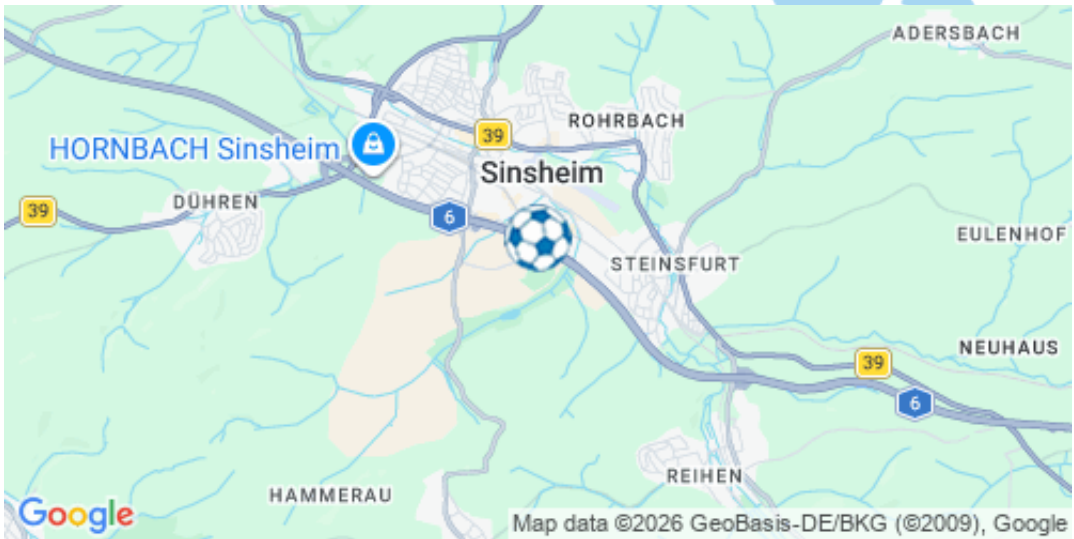 ADERSBACH
39
ROHRBACH
HORNBACH Sinsheim
Sinsheim
DÜHREN
39
6
EULENHOF
STEINSFURT
NEUHAUS
39
6
REIHEN
HAMMERAU
Google
Map data ©2026 GeoBasis-DE/BKG (©2009), Google